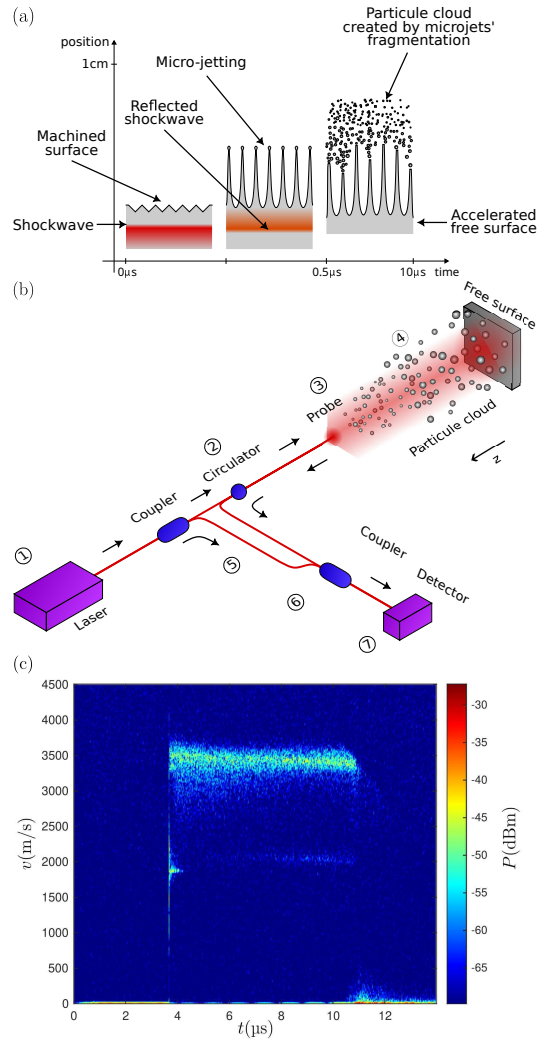 (a)
Particule cloud
created by microjets'
fragmentation
position
1cm
Micro-jetting
Reflected
shockwave
Machined
surface
Shockwave
Accelerated
free surface
0µs
0.5µs
10µs
time
(b)
Free surface
4
3
Probe
Particule cloud
z
2
Circulator
Coupler
1
Laser
5
Coupler
6
Detector
7
(c)
4500
4000
3500
3000
2500
2000
1500
1000
500
0
v(m/s)
0
2
4
6
8
10
12
t(µs)
-30
-35
-40
-45
-50
-55
-60
-65
P(dBm)